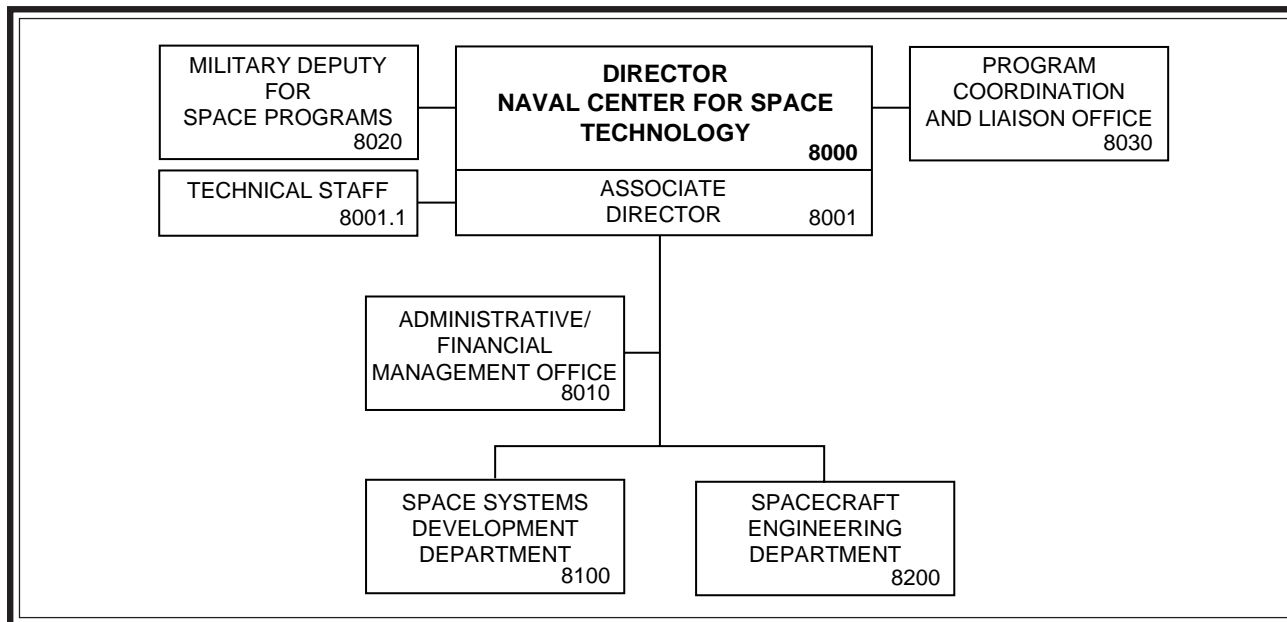 MILITARY DEPUTY
FOR
SPACE PROGRAMS
8020
DIRECTOR
NAVAL CENTER FOR SPACE
TECHNOLOGY
8000
PROGRAM
COORDINATION
AND LIAISON OFFICE
8030
TECHNICAL STAFF
8001.1
ASSOCIATE
DIRECTOR
8001
ADMINISTRATIVE/
FINANCIAL
MANAGEMENT OFFICE
8010
SPACE SYSTEMS
DEVELOPMENT
DEPARTMENT
8100
SPACECRAFT
ENGINEERING
DEPARTMENT
8200